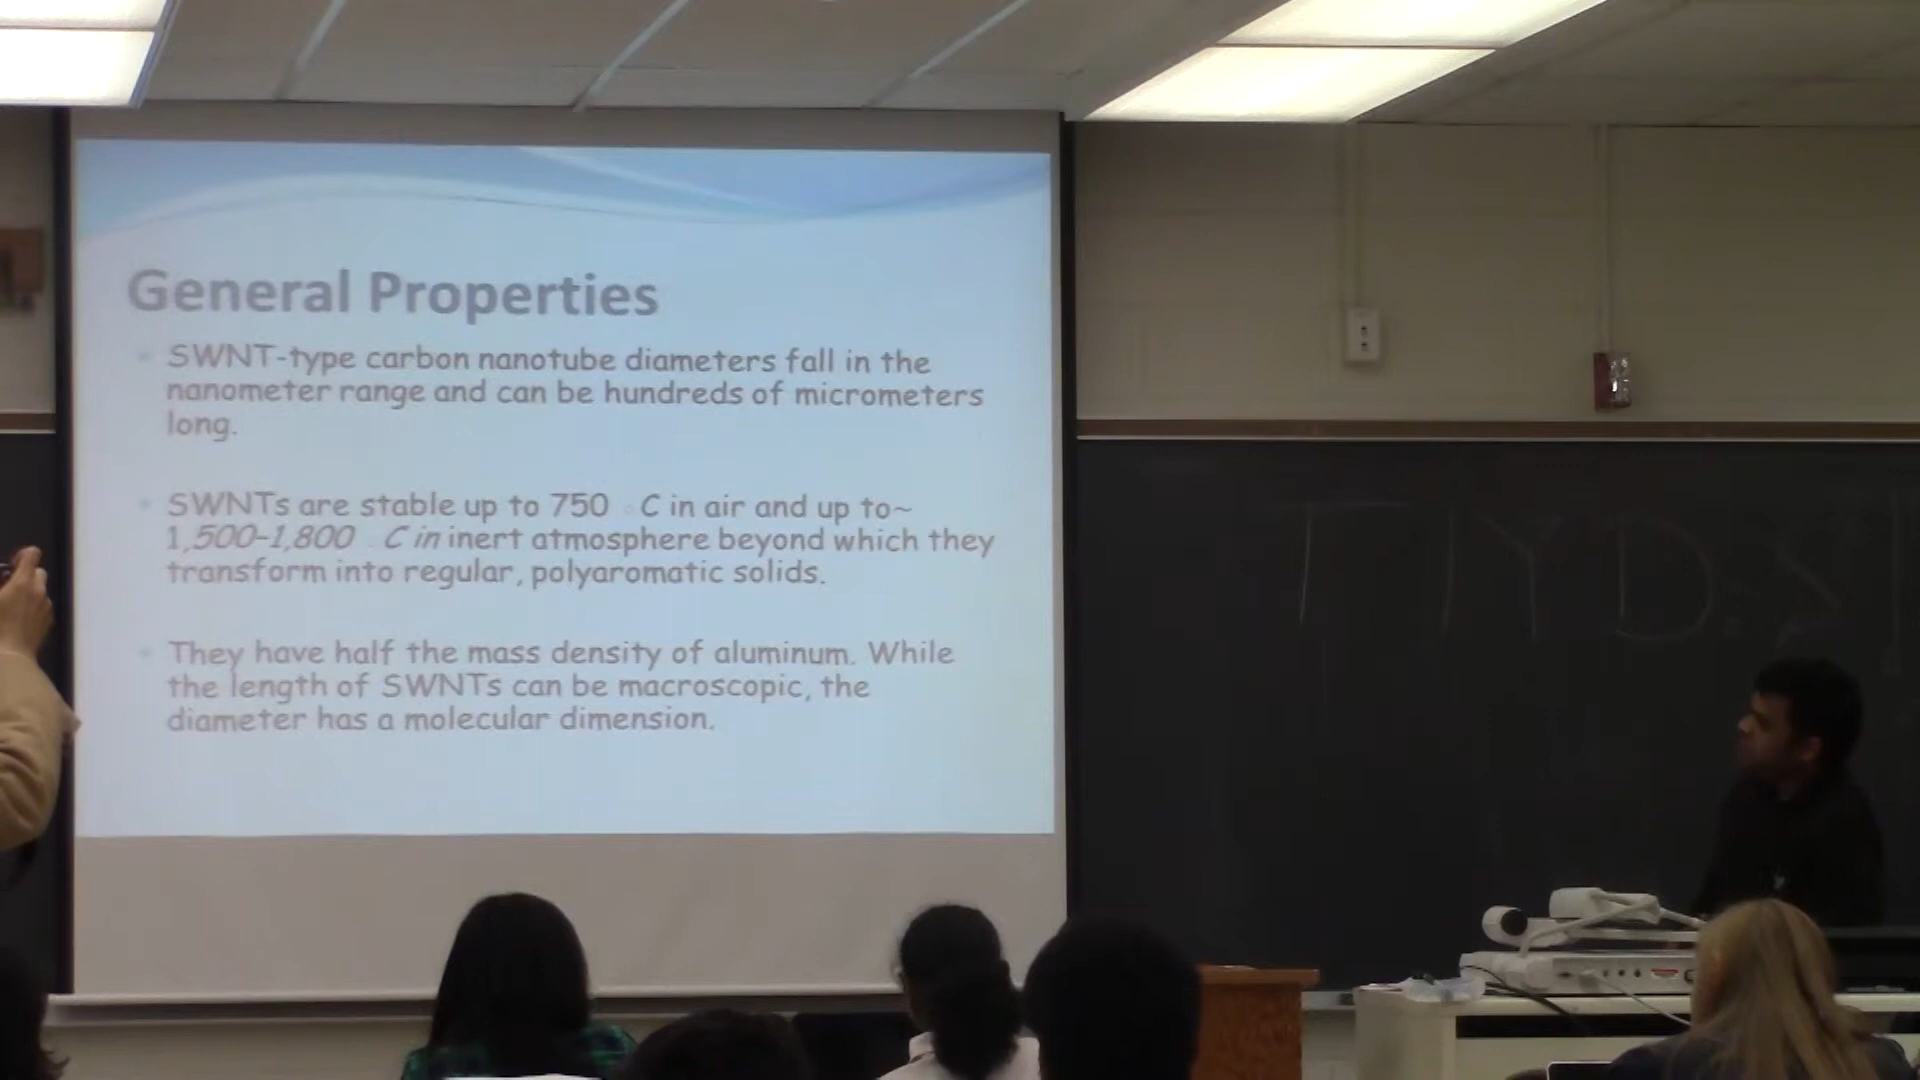 General Properties
SWNT-type carbon nanotube diameters fall in the
nanometer range and can be hundreds of micrometers
long.
SWNTs are stable up to 750 ◦ C in air and up to~
1,500-1,800 ◦ C in inert atmosphere beyond which they
transform into regular, polyaromatic solids.
They have half the mass density of aluminum. While
the length of SWNTs can be macroscopic, the
diameter has a molecular dimension.